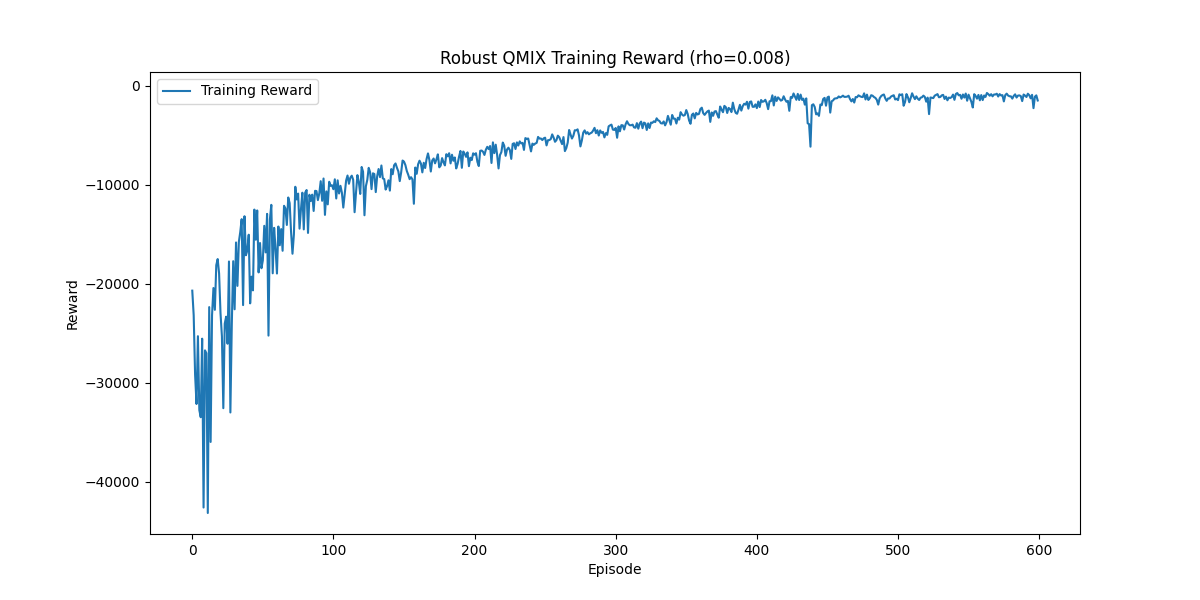 Robust QMIX Training Reward (rho=0.008)
Training Reward
0
−10000
−20000
−30000
−40000
Reward
0 100 200 300 400 500 600
Episode